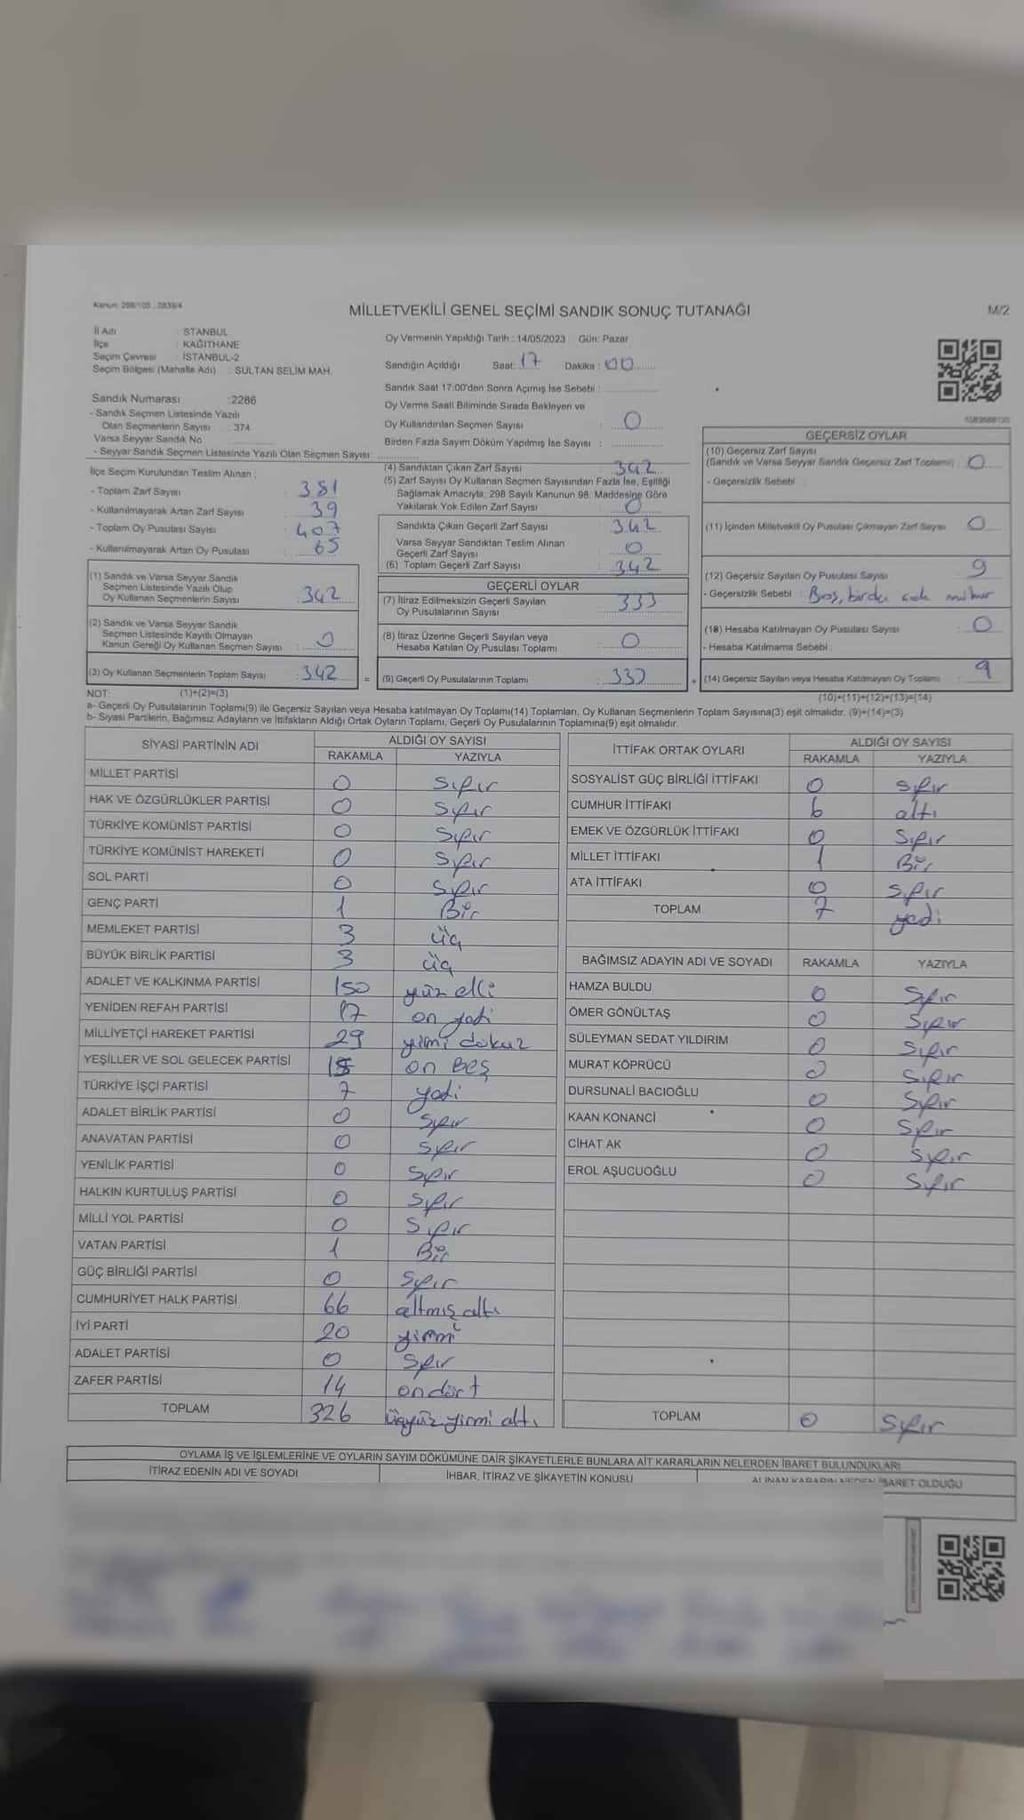 Kanun: 298/105 , 2839/4
MİLLETVEKİLİ GENEL SEÇİMİ SANDIK SONUÇ TUTANAĞI
M/2
İl Adı : STANBUL
İlçe : KAĞITHANE
Seçim Çevresi : İSTANBUL-2
Seçim Bölgesi (Mahalle Adı) : SULTAN SELİM MAH.
Sandık Numarası :2266
- Sandık Seçmen Listesinde Yazılı
Olan Seçmenlerin Sayısı : 374
Varsa Seyyar Sandık No
- Seyyar Sandık Seçmen Listesinde Yazılı Olan Seçmen Sayısı:
Oy Vermenin Yapıldığı Tarih : 14/05/2023 Gün: Pazar
Sandığın Açıldığı Saat: 17 Dakika : 00
Sandık Saat 17:00'den Sonra Açımış İse Sebebi :
Oy Verme Saati Bitiminde Sırada Bekleyen ve
Oy Kullandırılan Seçmen Sayısı : 0
Birden Fazla Sayım Döküm Yapılmış İse Sayısı :
İlçe Seçim Kurulundan Teslim Alınan :
- Toplam Zarf Sayısı : 381
- Kullanılmayarak Artan Zarf Sayısı : 39
- Toplam Oy Pusulası Sayısı : 407
- Kullanılmayarak Artan Oy Pusulası : 65
(1) Sandık ve Varsa Seyyar Sandık
Seçmen Listesinde Yazılı Olup
Oy Kullanan Seçmenlerin Sayısı : 342
(2) Sandık ve Varsa Seyyar Sandık
Seçmen Listesinde Kayıtlı Olmayan
Kanun Gereği Oy Kullanan Seçmen Sayısı : 0
(3) Oy Kullanan Seçmenlerin Toplam Sayısı : 342 =
(4) Sandıktan Çıkan Zarf Sayısı : 342
(5) Zarf Sayısı Oy Kullanan Seçmen Sayısından Fazla İse, Eşitliği
Sağlamak Amacıyla, 298 Sayılı Kanunun 98. Maddesine Göre
Yakılarak Yok Edilen Zarf Sayısı : 0
Sandıkta Çıkan Geçerli Zarf Sayısı : 342
Varsa Seyyar Sandıktan Teslim Alınan
Geçerli Zarf Sayısı : 0
(6) Toplam Geçerli Zarf Sayısı : 342
GEÇERLİ OYLAR
(7) İtiraz Edilmeksizin Geçerli Sayılan
Oy Pusulalarının Sayısı : 333
(8) İtiraz Üzerine Geçerli Sayılan veya
Hesaba Katılan Oy Pusulası Toplamı : 0
(9) Geçerli Oy Pusulalarının Toplamı : 333 +
GEÇERSİZ OYLAR
(10) Geçersiz Zarf Sayısı
(Sandık ve Varsa Seyyar Sandık Geçersiz Zarf Toplamı) : 0
- Geçersizlik Sebebi :
(11) İçinden Milletvekili Oy Pusulası Çıkmayan Zarf Sayısı : 0
(12) Geçersiz Sayılan Oy Pusulası Sayısı : 9
- Geçersizlik Sebebi : Boş, birden çok mühür
(18) Hesaba Katılmayan Oy Pusulası Sayısı : 0
- Hesaba Katılmama Sebebi :
(14) Geçersiz Sayılan veya Hesaba Katılmayan Oy Toplamı : 9
NOT: (1)+(2)=(3)
(10)+(11)+(12)+(13)=(14)
a- Geçerli Oy Pusulalarının Toplamı(9) ile Geçersiz Sayılan veya Hesaba Katılmayan Oy Toplamı(14) Toplamları, Oy Kullanan Seçmenlerin Toplam Sayısına(3) eşit olmalıdır. (9)+(14)=(3)
b- Siyasi Partilerin, Bağımsız Adayların ve İttifakların Aldığı Ortak Oyların Toplamı, Geçerli Oy Pusulalarının Toplamına(9) eşit olmalıdır.
SİYASİ PARTİNİN ADI ALDIĞI OY SAYISI
RAKAMLA YAZIYLA
MİLLET PARTİSİ 0 Sıfır
HAK VE ÖZGÜRLÜKLER PARTİSİ 0 Sıfır
TÜRKİYE KOMÜNİST PARTİSİ 0 Sıfır
TÜRKİYE KOMÜNİST HAREKETİ 0 Sıfır
SOL PARTİ 0 Sıfır
GENÇ PARTİ 1 Bir
MEMLEKET PARTİSİ 3 üç
BÜYÜK BİRLİK PARTİSİ 3 üç
ADALET VE KALKINMA PARTİSİ 150 yüz elli
YENİDEN REFAH PARTİSİ 17 on yedi
MİLLİYETÇİ HAREKET PARTİSİ 29 yirmi dokuz
YEŞİLLER VE SOL GELECEK PARTİSİ 15 on Beş
TÜRKİYE İŞÇİ PARTİSİ 7 yedi
ADALET BİRLİK PARTİSİ 0 Sıfır
ANAVATAN PARTİSİ 0 Sıfır
YENİLİK PARTİSİ 0 Sıfır
HALKIN KURTULUŞ PARTİSİ 0 Sıfır
MİLLİ YOL PARTİSİ 0 Sıfır
VATAN PARTİSİ 1 Bir
GÜÇ BİRLİĞİ PARTİSİ 0 Sıfır
CUMHURİYET HALK PARTİSİ 66 altmış altı
İYİ PARTİ 20 yirmi
ADALET PARTİSİ 0 Sıfır
ZAFER PARTİSİ 14 ondört
TOPLAM 326 üçyüz yirmi altı
İTTİFAK ORTAK OYLARI ALDIĞI OY SAYISI
RAKAMLA YAZIYLA
SOSYALİST GÜÇ BİRLİĞİ İTTİFAKI 0 Sıfır
CUMHUR İTTİFAKI 6 altı
EMEK VE ÖZGÜRLÜK İTTİFAKI 0 Sıfır
MİLLET İTTİFAKI 1 Bir
ATA İTTİFAKI 0 Sıfır
TOPLAM 7 yedi
BAĞIMSIZ ADAYIN ADI VE SOYADI RAKAMLA YAZIYLA
HAMZA BULDU 0 Sıfır
ÖMER GÖNÜLTAŞ 0 Sıfır
SÜLEYMAN SEDAT YILDIRIM 0 Sıfır
MURAT KÖPRÜCÜ 0 Sıfır
DURSUNALİ BACIOĞLU 0 Sıfır
KAAN KONANCİ 0 Sıfır
CİHAT AK 0 Sıfır
EROL AŞUCUOĞLU 0 Sıfır
TOPLAM 0 Sıfır
OYLAMA İŞ VE İŞLEMLERİNE VE OYLARIN SAYIM DÖKÜMÜNE DAİR ŞİKAYETLERLE BUNLARA AİT KARARLARIN NELERDEN İBARET BULUNDUKLARI
İTİRAZ EDENİN ADI VE SOYADI
İHBAR, İTİRAZ VE ŞİKAYETİN KONUSU
ALINAN KARARIN NEDEN İBARET OLDUĞU